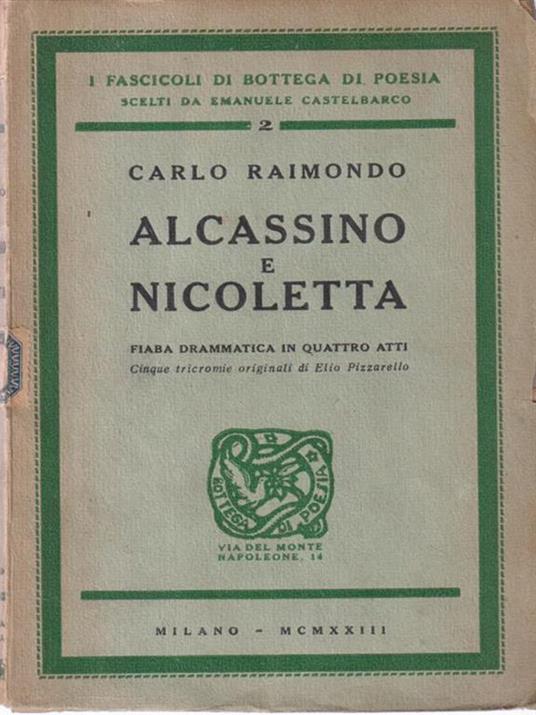 I FASCICOLI DI BOTTEGA DI POESIA
SCELTI DA EMANUELE CASTELBARCO
2
CARLO RAIMONDO
ALCASSINO
E
NICOLETTA
FIABA DRAMMATICA IN QUATTRO ATTI
Cinque tricromie originali di Elio Pizzarello
BOTTEGA DI POESIA
VIA DEL MONTE
NAPOLEONE, 14
MILANO - MCMXXIII